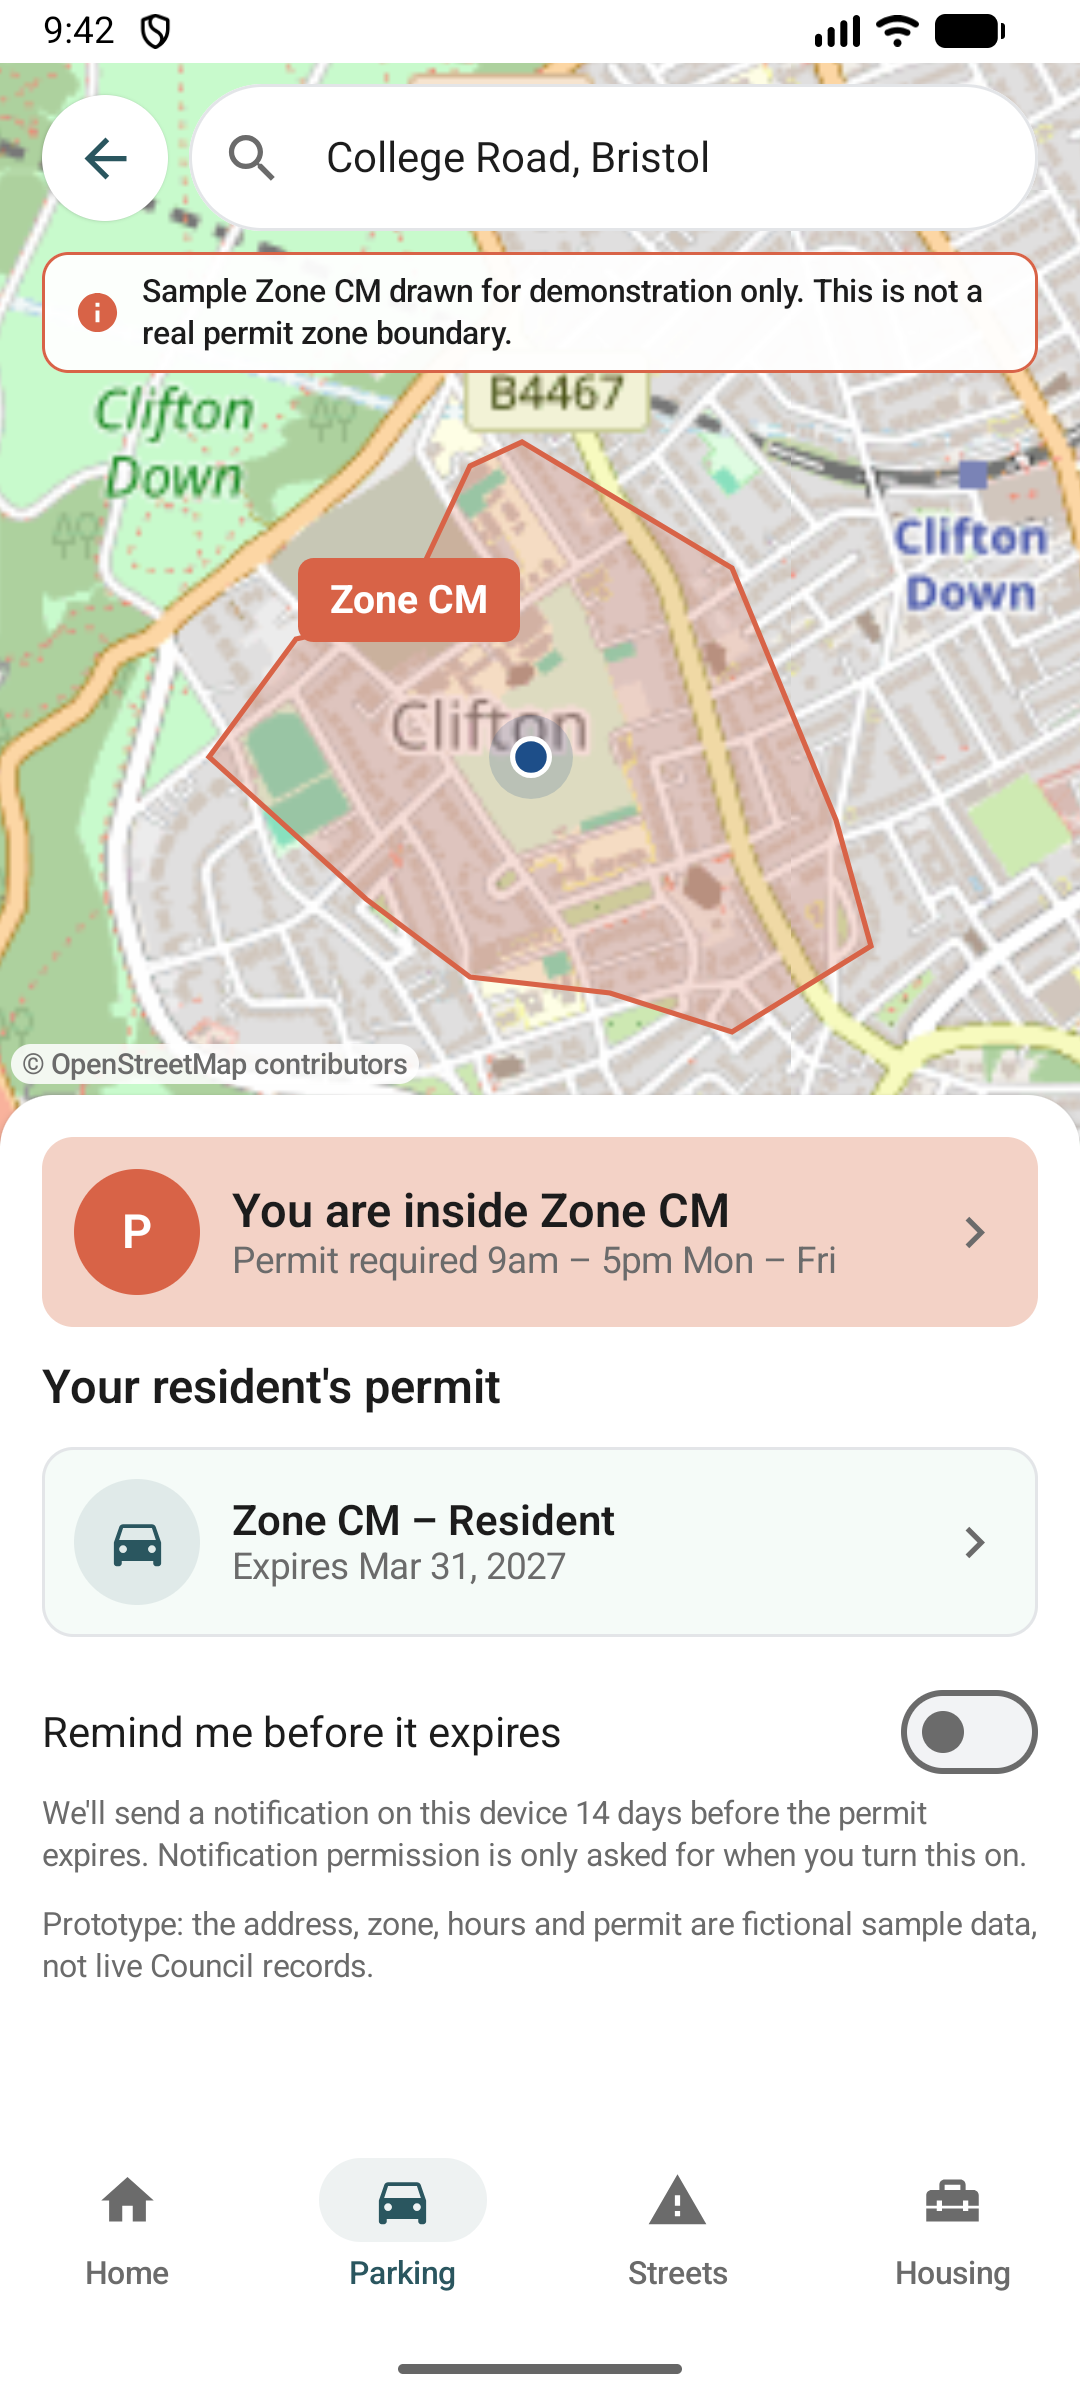 9:42
College Road, Bristol
Sample Zone CM drawn for demonstration only. This is not a
real permit zone boundary.
B4467
Clifton
Down
Clifton
Down
Zone CM
Clifton
© OpenStreetMap contributors
P
You are inside Zone CM
Permit required 9am – 5pm Mon – Fri
Your resident's permit
Zone CM – Resident
Expires Mar 31, 2027
Remind me before it expires
We'll send a notification on this device 14 days before the permit
expires. Notification permission is only asked for when you turn this on.
Prototype: the address, zone, hours and permit are fictional sample data,
not live Council records.
Home
Parking
Streets
Housing